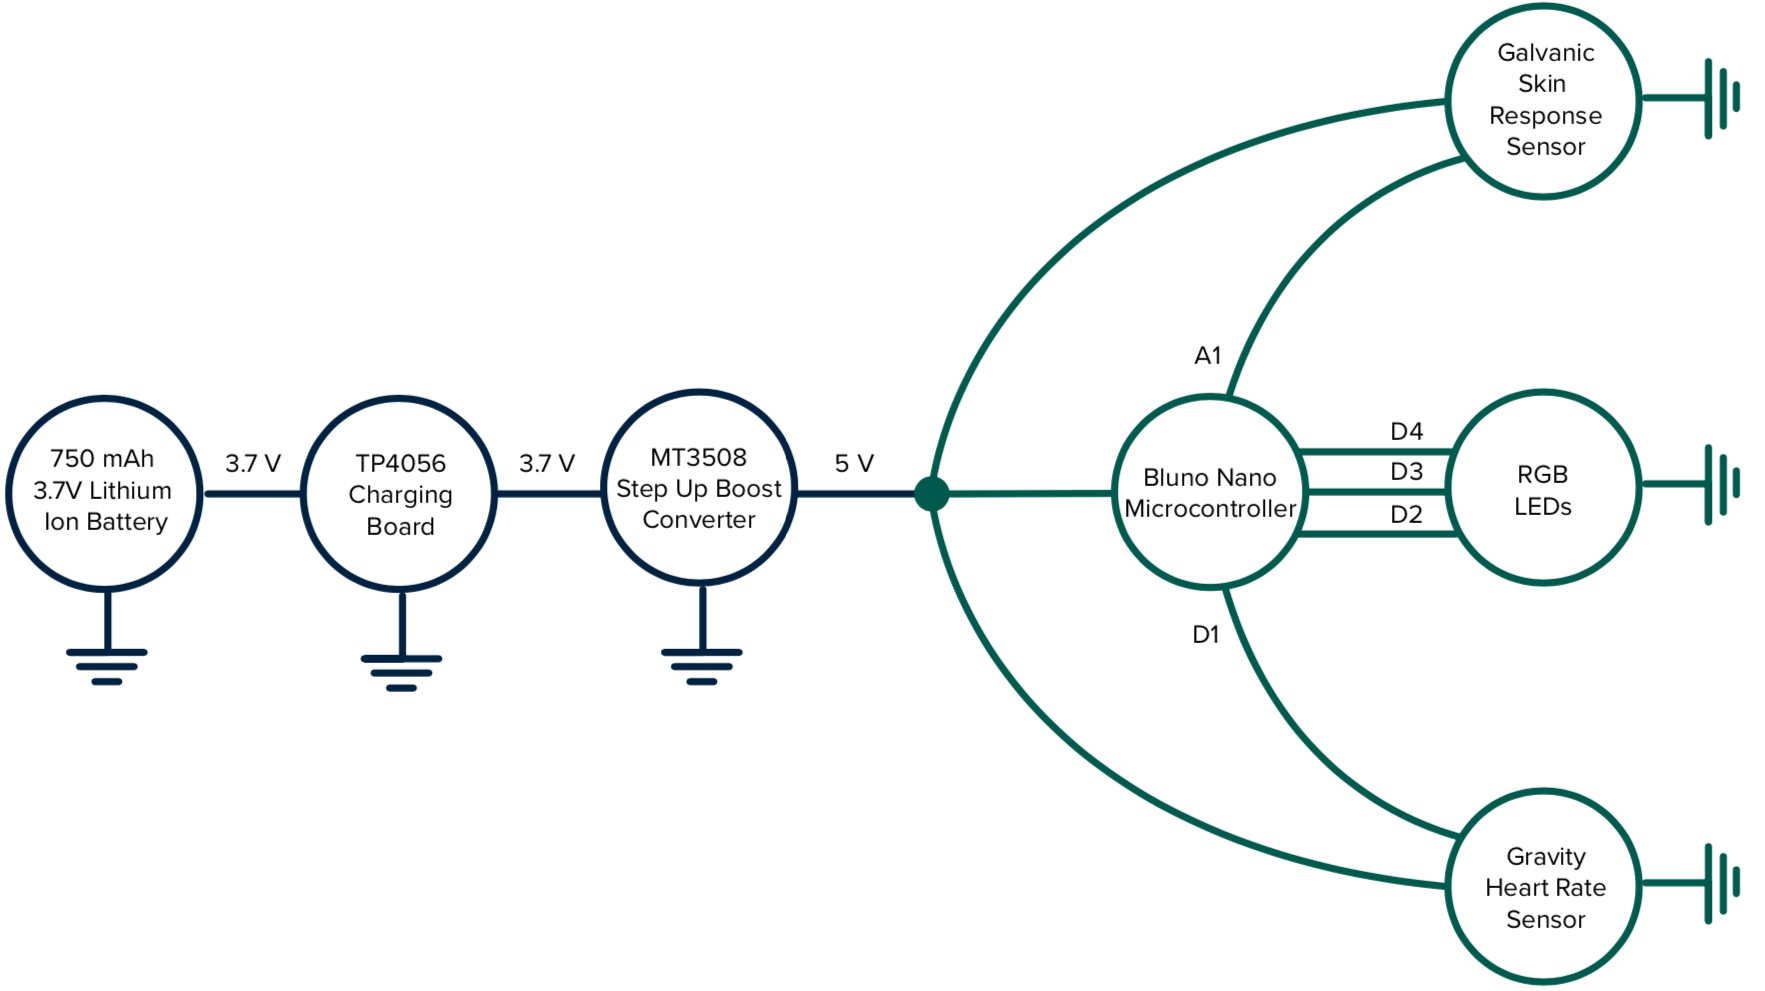 750 mAh
3.7V Lithium
Ion Battery
3.7 V
TP4056
Charging
Board
3.7 V
MT3508
Step Up Boost
Converter
5 V
Galvanic
Skin
Response
Sensor
A1
Bluno Nano
Microcontroller
D4
D3
D2
RGB
LEDs
D1
Gravity
Heart Rate
Sensor